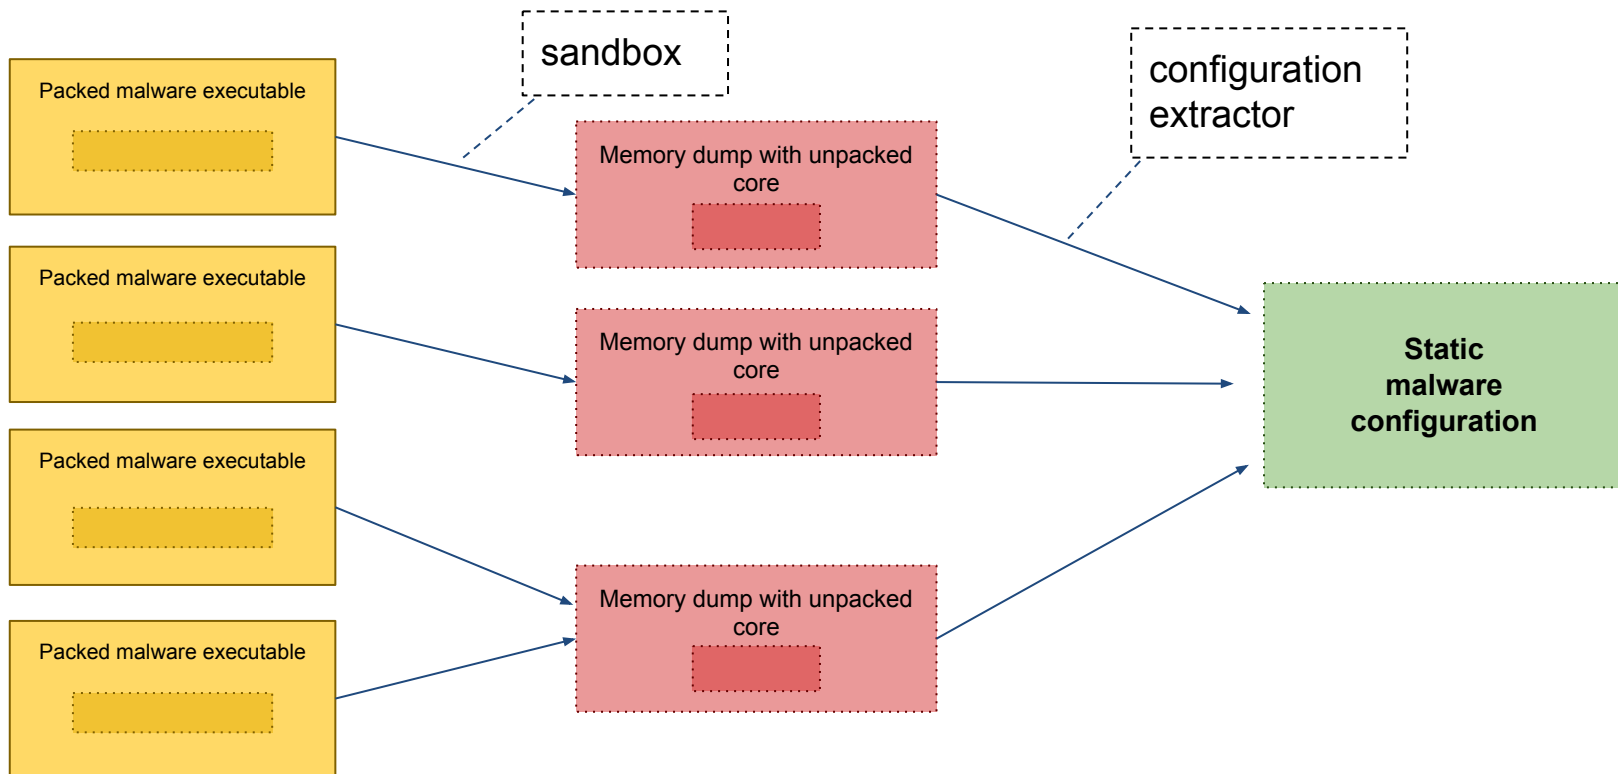 sandbox
configuration
extractor
Packed malware executable
Packed malware executable
Packed malware executable
Packed malware executable
Memory dump with unpacked
core
Memory dump with unpacked
core
Memory dump with unpacked
core
Static
malware
configuration